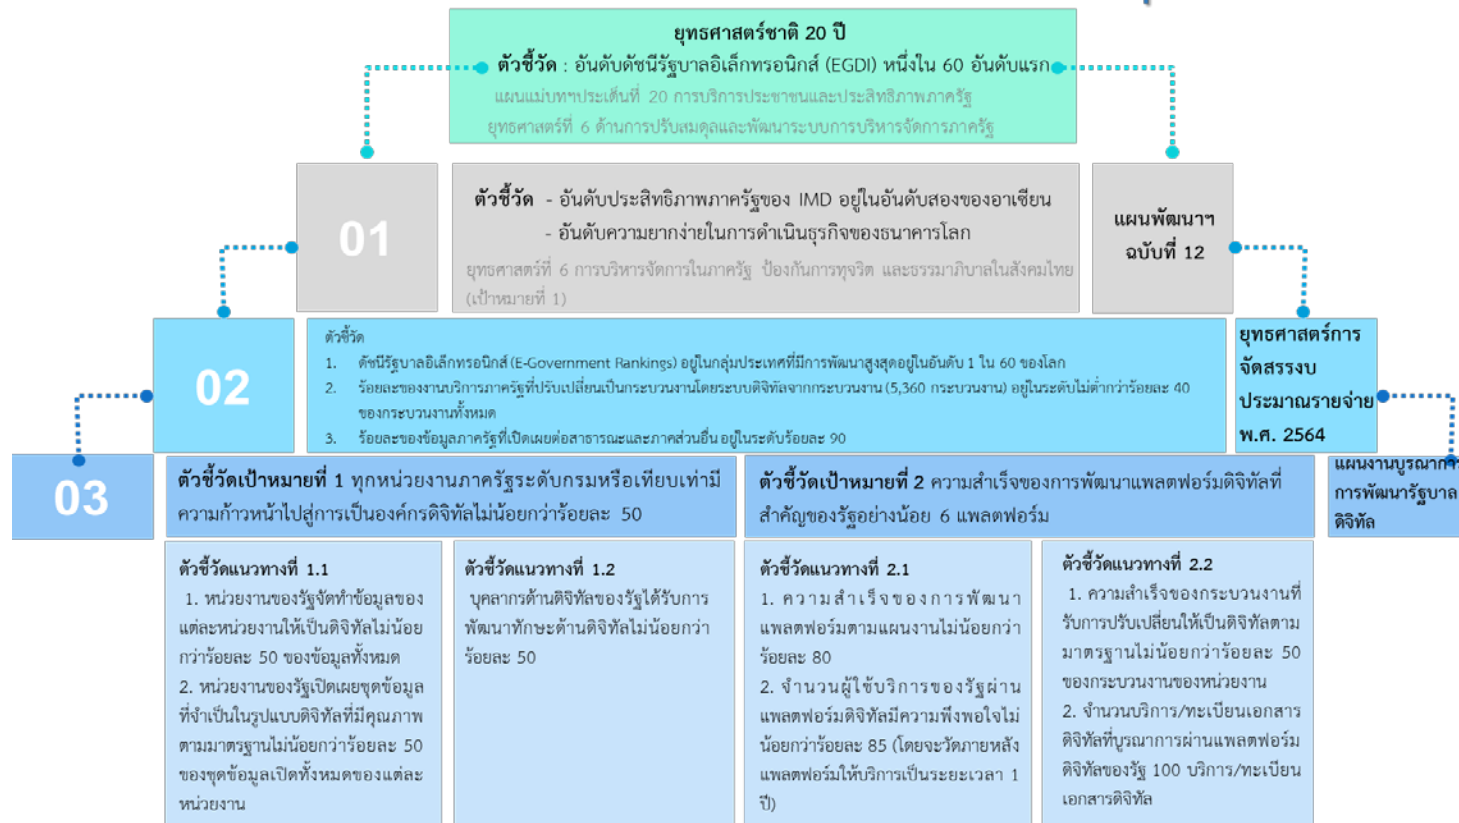 ยุทธศาสตร์ชาติ 20 ปี
ตัวชี้วัด : อันดับดัชนีรัฐบาลอิเล็กทรอนิกส์ (EGDI) หนึ่งใน 60 อันดับแรก
แผนแม่บทฯประเด็นที่ 20 การบริการประชาชนและประสิทธิภาพภาครัฐ
ยุทธศาสตร์ที่ 6 ด้านการปรับสมดุลและพัฒนาระบบการบริหารจัดการภาครัฐ
01
ตัวชี้วัด - อันดับประสิทธิภาพภาครัฐของ IMD อยู่ในอันดับสองของอาเซียน
- อันดับความยากง่ายในการดำเนินธุรกิจของธนาคารโลก
ยุทธศาสตร์ที่ 6 การบริหารจัดการในภาครัฐ ป้องกันการทุจริต และธรรมาภิบาลในสังคมไทย
(เป้าหมายที่ 1)
แผนพัฒนาฯ
ฉบับที่ 12
02
ตัวชี้วัด
1. ดัชนีรัฐบาลอิเล็กทรอนิกส์ (E-Government Rankings) อยู่ในกลุ่มประเทศที่มีการพัฒนาสูงสุดอยู่ในอันดับ 1 ใน 60 ของโลก
2. ร้อยละของงานบริการภาครัฐที่ปรับเปลี่ยนเป็นกระบวนงานโดยระบบดิจิทัลจากกระบวนงาน (5,360 กระบวนงาน) อยู่ในระดับไม่ต่ำกว่าร้อยละ 40
ของกระบวนงานทั้งหมด
3. ร้อยละของข้อมูลภาครัฐที่เปิดเผยต่อสาธารณะและภาคส่วนอื่น อยู่ในระดับร้อยละ 90
ยุทธศาสตร์การ
จัดสรรงบ
ประมาณรายจ่าย
พ.ศ. 2564
03
ตัวชี้วัดเป้าหมายที่ 1 ทุกหน่วยงานภาครัฐระดับกรมหรือเทียบเท่ามี
ความก้าวหน้าไปสู่การเป็นองค์กรดิจิทัลไม่น้อยกว่าร้อยละ 50
ตัวชี้วัดเป้าหมายที่ 2 ความสำเร็จของการพัฒนาแพลตฟอร์มดิจิทัลที่
สำคัญของรัฐอย่างน้อย 6 แพลตฟอร์ม
แผนงานบูรณาการ
การพัฒนารัฐบาล
ดิจิทัล
ตัวชี้วัดแนวทางที่ 1.1
1. หน่วยงานของรัฐจัดทำข้อมูลของ
แต่ละหน่วยงานให้เป็นดิจิทัลไม่น้อย
กว่าร้อยละ 50 ของข้อมูลทั้งหมด
2. หน่วยงานของรัฐเปิดเผยชุดข้อมูล
ที่จำเป็นในรูปแบบดิจิทัลที่มีคุณภาพ
ตามมาตรฐานไม่น้อยกว่าร้อยละ 50
ของชุดข้อมูลเปิดทั้งหมดของแต่ละ
หน่วยงาน
ตัวชี้วัดแนวทางที่ 1.2
บุคลากรด้านดิจิทัลของรัฐได้รับการ
พัฒนาทักษะด้านดิจิทัลไม่น้อยกว่า
ร้อยละ 50
ตัวชี้วัดแนวทางที่ 2.1
1. ความสำเร็จของการพัฒนา
แพลตฟอร์มตามแผนงานไม่น้อยกว่า
ร้อยละ 80
2. จำนวนผู้ใช้บริการของรัฐผ่าน
แพลตฟอร์มดิจิทัลมีความพึงพอใจไม่
น้อยกว่าร้อยละ 85 (โดยจะวัดภายหลัง
แพลตฟอร์มให้บริการเป็นระยะเวลา 1
ปี)
ตัวชี้วัดแนวทางที่ 2.2
1. ความสำเร็จของกระบวนงานที่
รับการปรับเปลี่ยนให้เป็นดิจิทัลตาม
มาตรฐานไม่น้อยกว่าร้อยละ 50
ของกระบวนงานของหน่วยงาน
2. จำนวนบริการ/ทะเบียนเอกสาร
ดิจิทัลที่บูรณาการผ่านแพลตฟอร์ม
ดิจิทัลของรัฐ 100 บริการ/ทะเบียน
เอกสารดิจิทัล